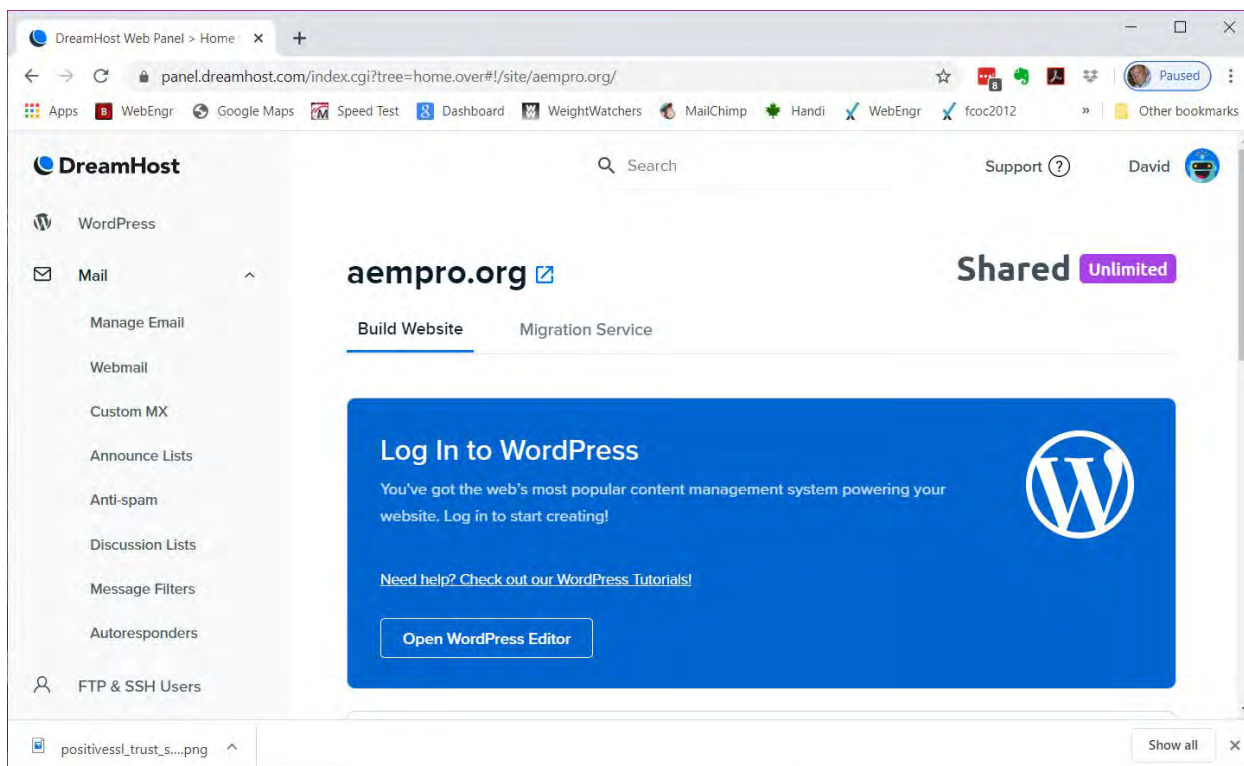 DreamHost Web Panel > Home
panel.dreamhost.com/index.cgi?tree=home.over#!/site/aempro.org/
8
Paused
Apps
B WebEngr
Google Maps
Speed Test
8 Dashboard
W WeightWatchers
MailChimp
Handi
WebEngr
fcoc2012
»
Other bookmarks
DreamHost
Search
Support ?
David
WordPress
Mail
Manage Email
Webmail
Custom MX
Announce Lists
Anti-spam
Discussion Lists
Message Filters
Autoresponders
FTP & SSH Users
aempro.org
Shared Unlimited
Build Website
Migration Service
Log In to WordPress
You've got the web's most popular content management system powering your
website. Log in to start creating!
Need help? Check out our WordPress Tutorials!
Open WordPress Editor
positivessl_trust_s....png
Show all